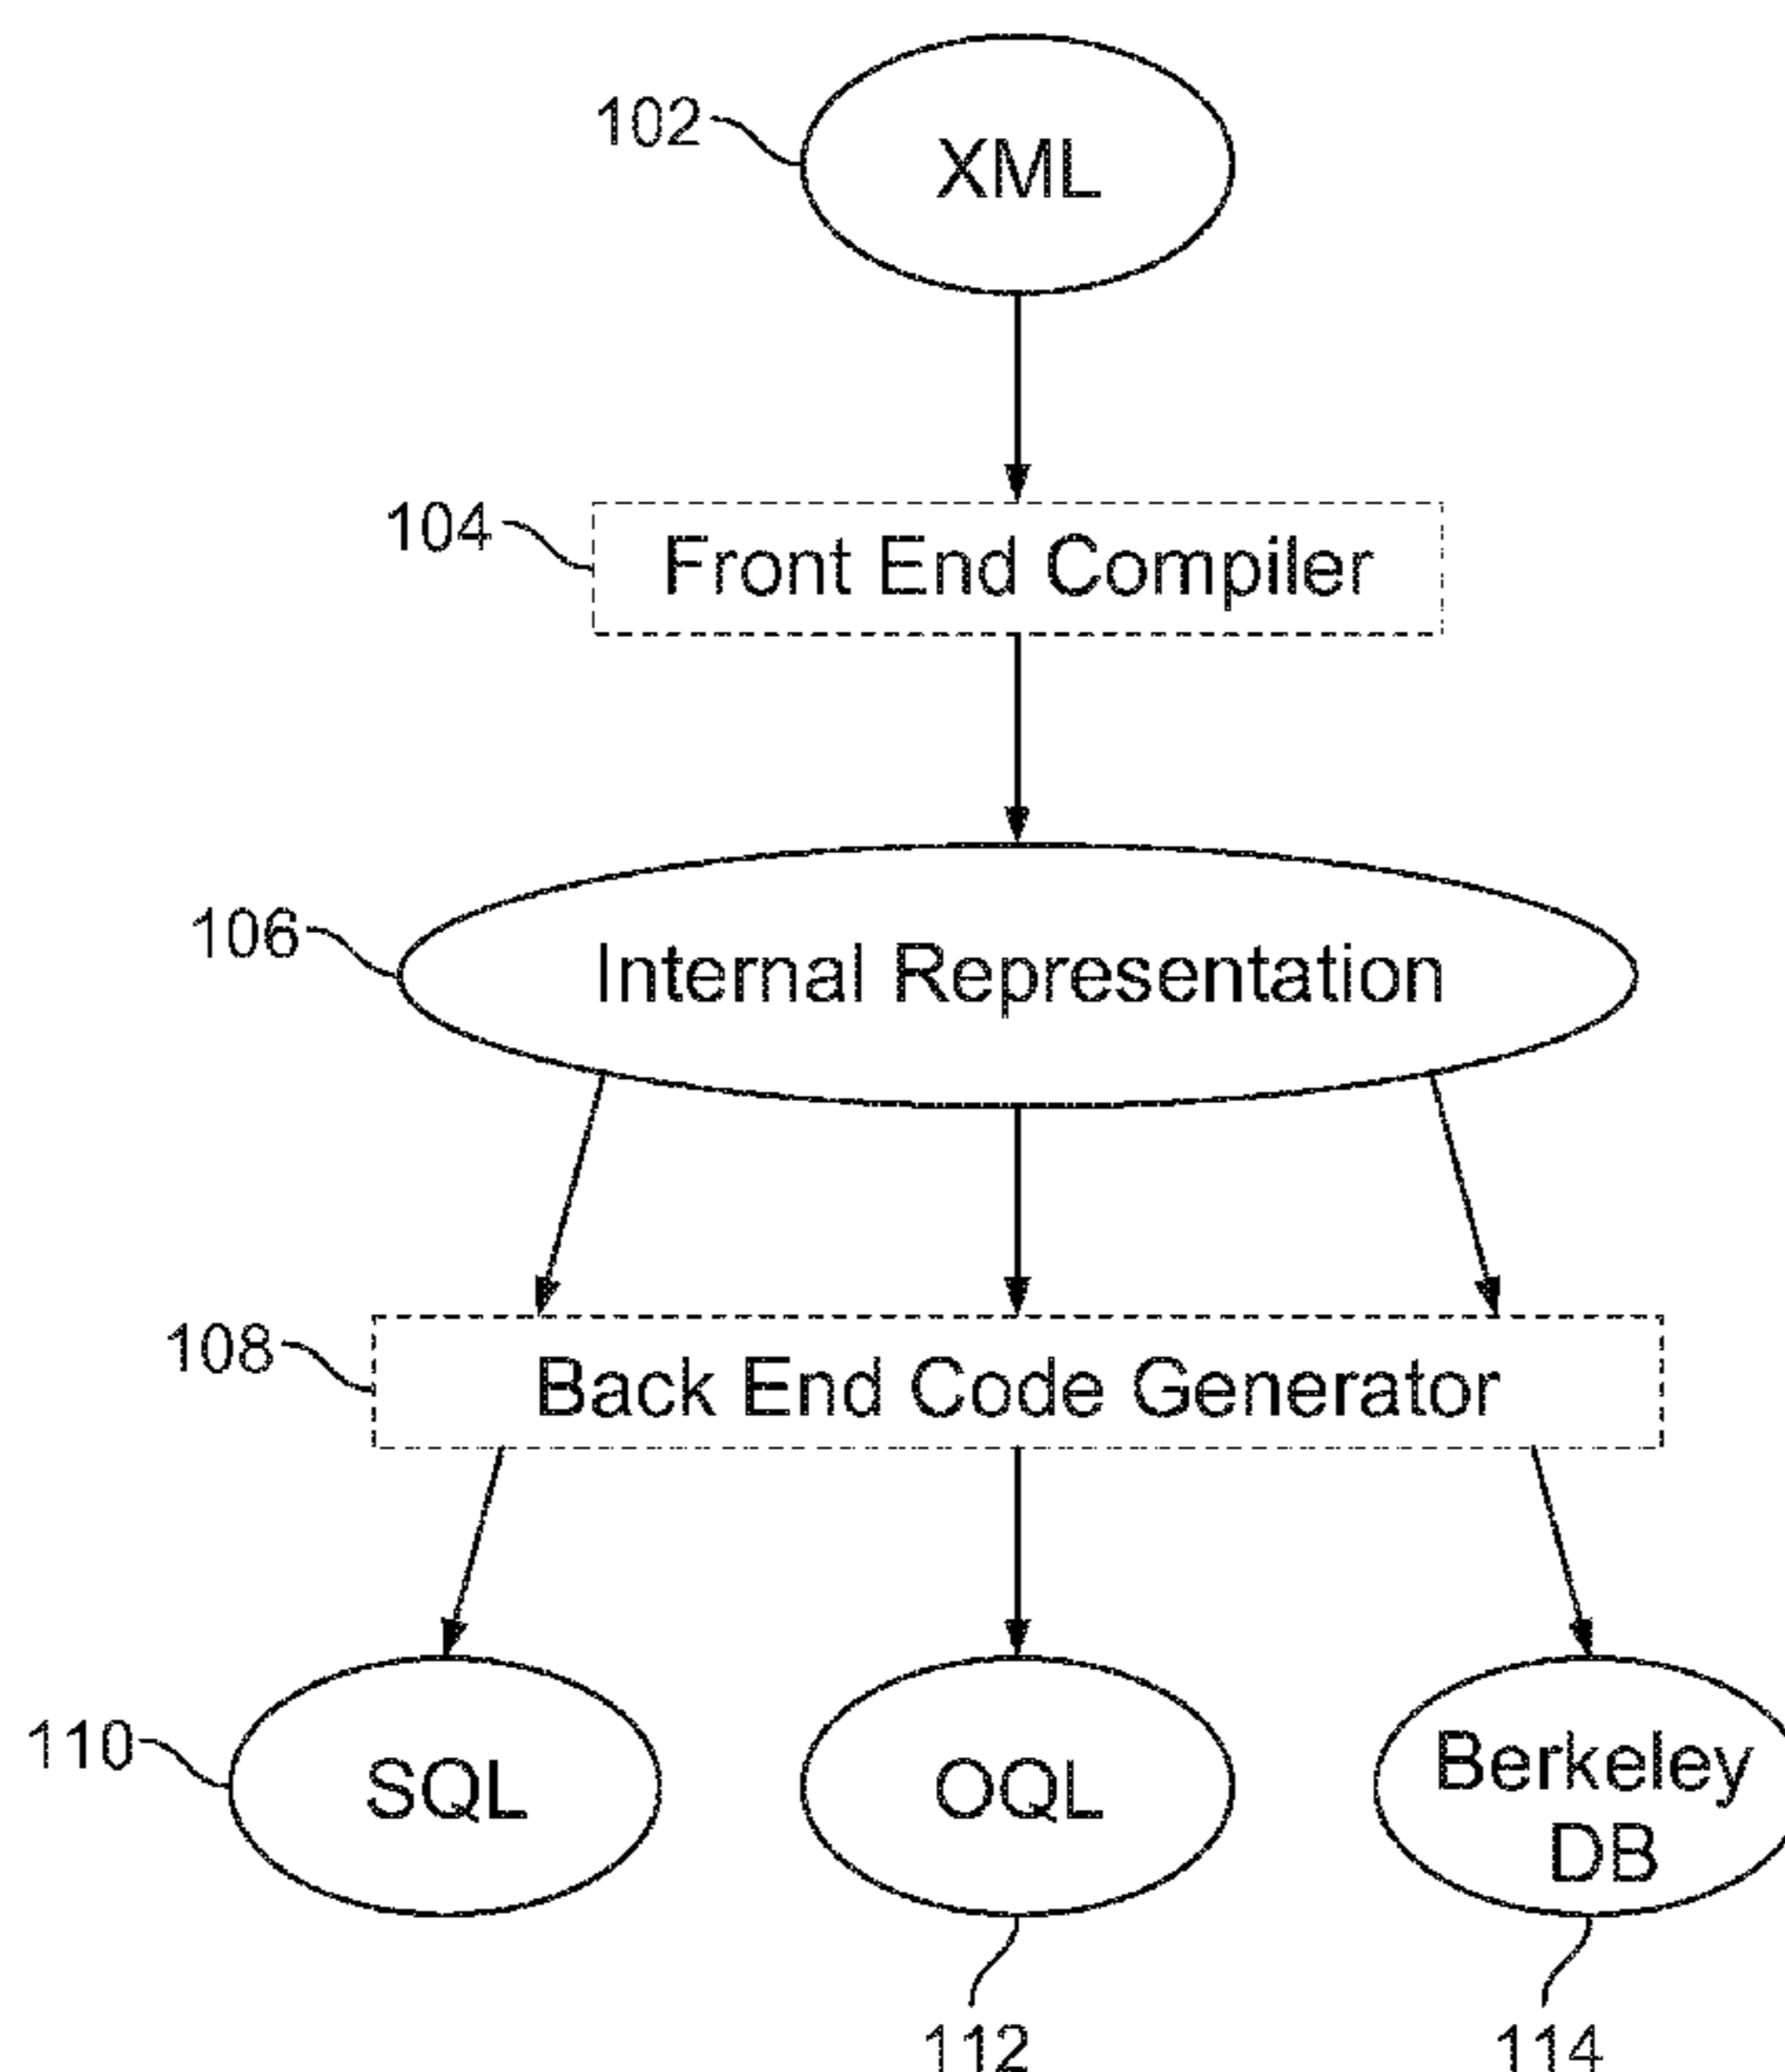 102
XML
104
Front End Compiler
106
Internal Representation
108
Back End Code Generator
110
SQL
OQL
Berkeley
DB
112
114